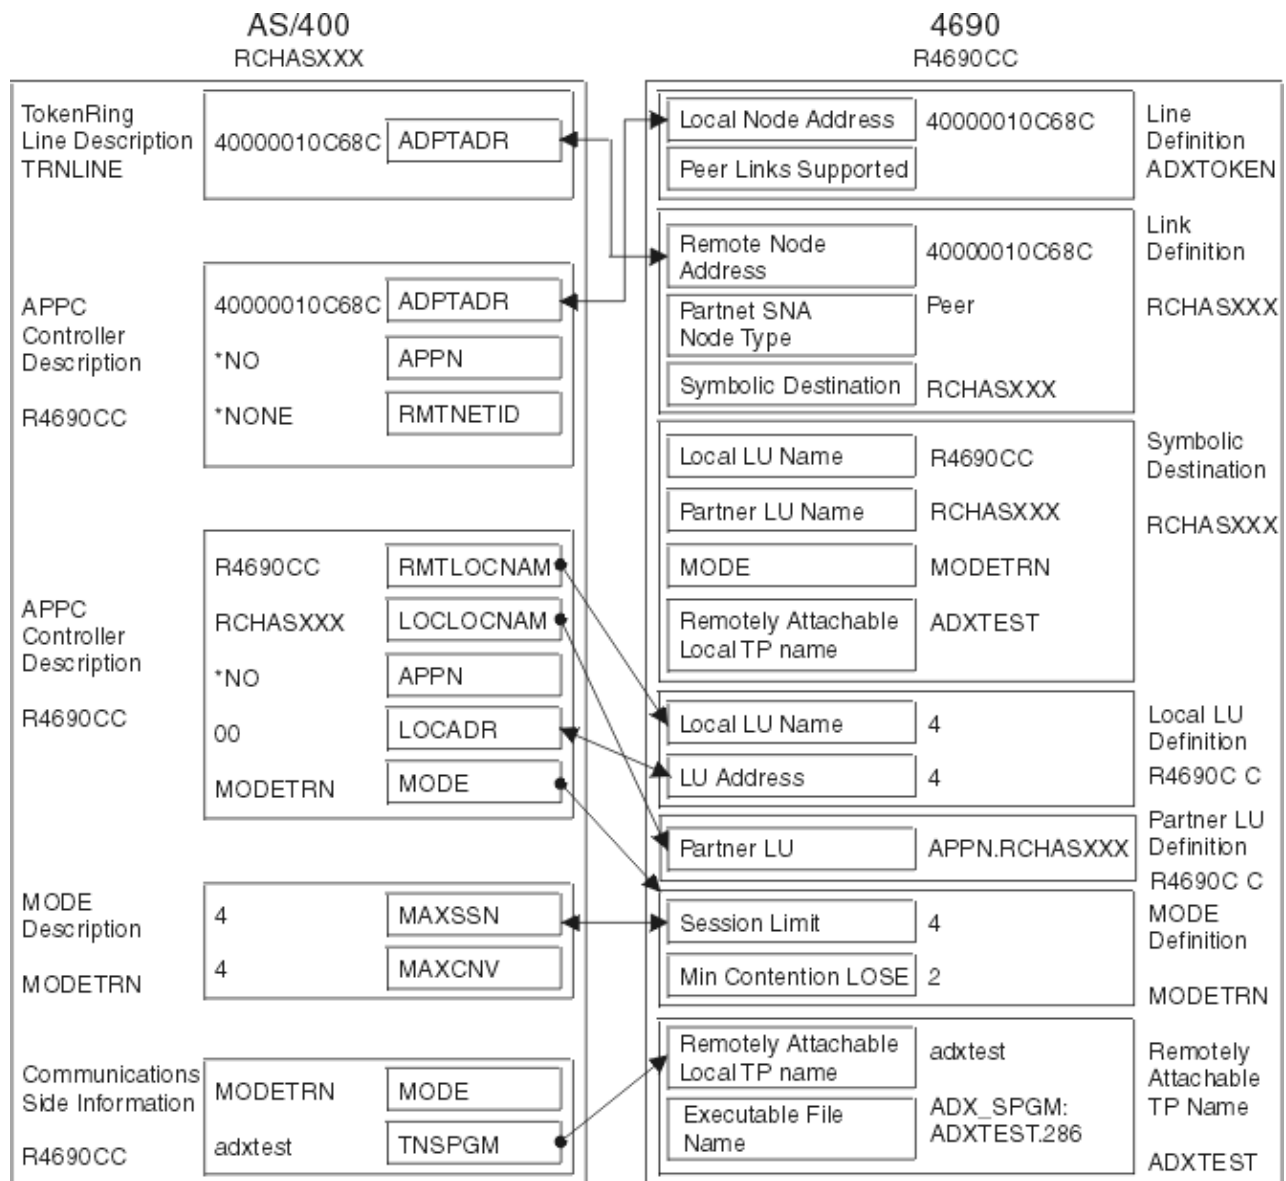 AS/400
RCHASXXX
TokenRing
Line Description
TRNLINE
40000010C68C ADPTADR
APPC
Controller
Description
R4690CC
40000010C68C ADPTADR
*NO APPN
*NONE RMTNETID
APPC
Controller
Description
R4690CC
R4690CC RMTLOCNAM
RCHASXXX LOCLOCNAM
*NO APPN
00 LOCADR
MODETRN MODE
MODE
Description
MODETRN
4 MAXSSN
4 MAXCNV
Communications
Side Information
R4690CC
MODETRN MODE
adxtest TNSPGM
4690
R4690CC
Local Node Address 40000010C68C
Peer Links Supported
Line
Definition
ADXTOKEN
Remote Node
Address
40000010C68C
Partnet SNA
Node Type
Peer
Symbolic Destination RCHASXXX
Link
Definition
RCHASXXX
Local LU Name R4690CC
Partner LU Name RCHASXXX
MODE MODETRN
Remotely Attachable
Local TP name
ADXTEST
Symbolic
Destination
RCHASXXX
Local LU Name 4
LU Address 4
Local LU
Definition
R4690C C
Partner LU APPN.RCHASXXX
Partner LU
Definition
R4690C C
Session Limit 4
Min Contention LOSE 2
MODE
Definition
MODETRN
Remotely Attachable
Local TP name
adxtest
Executable File
Name
ADX_SPGM:
ADXTEST.286
Remotely
Attachable
TP Name
ADXTEST